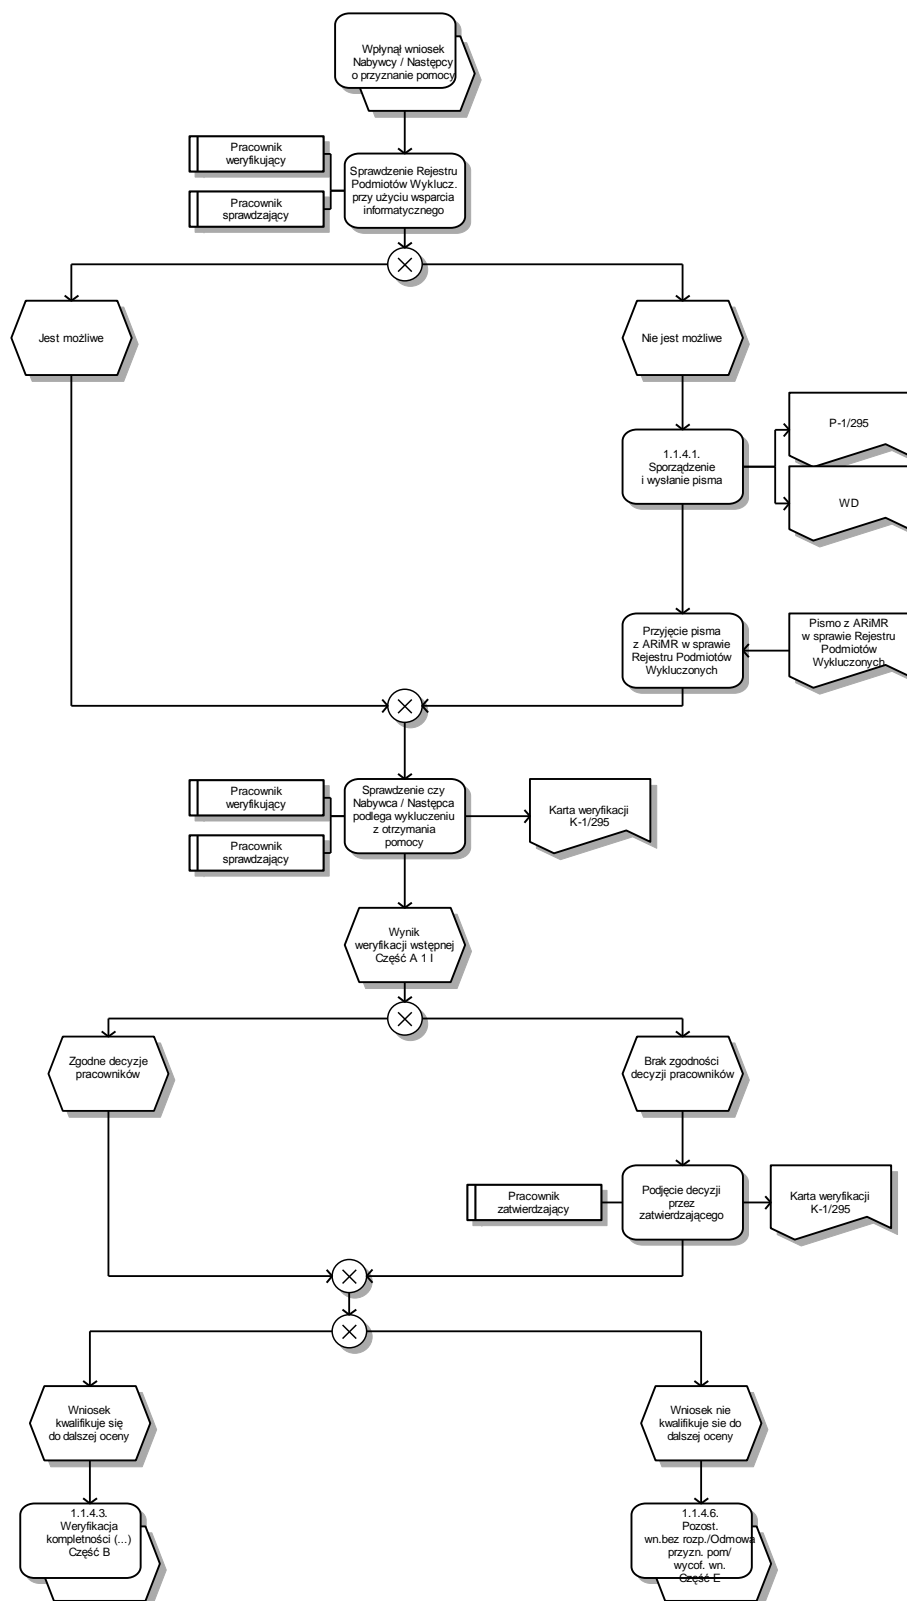 Wpłynął wniosek
Nabywcy / Następcy
o przyznanie pomocy
Pracownik
weryfikujący
Pracownik
sprawdzający
Sprawdzenie Rejestru
Podmiotów Wyklucz.
przy użyciu wsparcia
informatycznego
Jest możliwe
Nie jest możliwe
1.1.4.1.
Sporządzenie
i wysłanie pisma
P-1/295
WD
Przyjęcie pisma
z ARiMR w sprawie
Rejestru Podmiotów
Wykluczonych
Pismo z ARiMR
w sprawie Rejestru
Podmiotów
Wykluczonych
Pracownik
weryfikujący
Pracownik
sprawdzający
Sprawdzenie czy
Nabywca / Następca
podlega wykluczeniu
z otrzymania
pomocy
Karta weryfikacji
K-1/295
Wynik
weryfikacji wstępnej
Część A 1 I
Zgodne decyzje
pracowników
Brak zgodności
decyzji pracowników
Pracownik
zatwierdzający
Podjęcie decyzji
przez
zatwierdzającego
Karta weryfikacji
K-1/295
Wniosek
kwalifikuje się
do dalszej oceny
Wniosek nie
kwalifikuje sie do
dalszej oceny
1.1.4.3.
Weryfikacja
kompletności (...)
Część B
1.1.4.6.
Pozost.
wn.bez rozp./Odmowa
przyzn. pom/
wycof. wn.
Część E